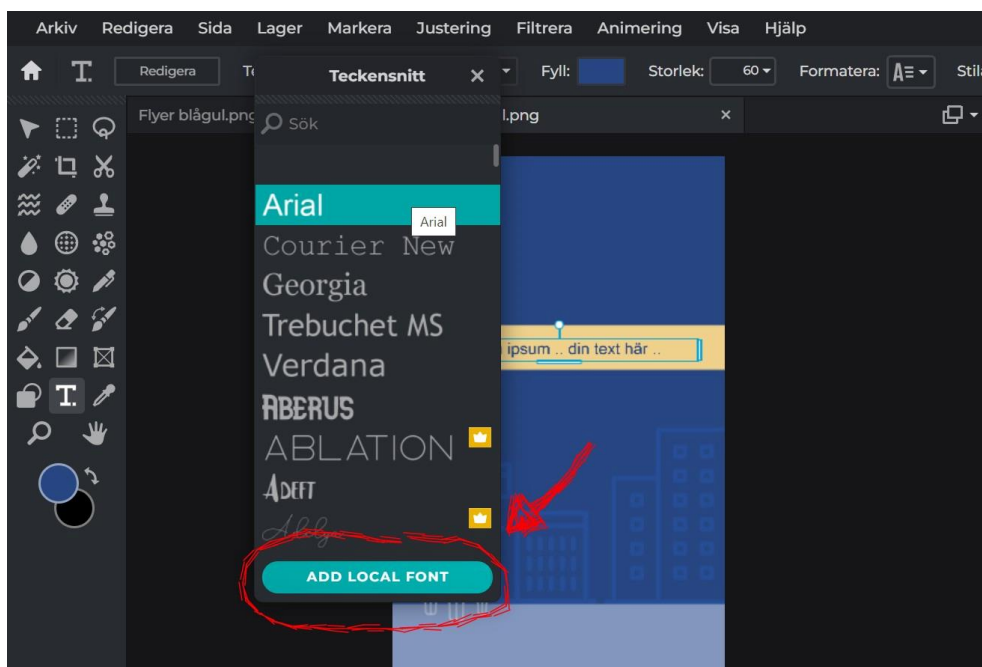 Arkiv Redigera Sida Lager Markera Justering Filtrera Animering Visa Hjälp
T. Redigera Teckensnitt × Fyll: Storlek: 60 Formatera: A
Flyer blågul.png l.png ×
Sök
Arial
Arial
Courier New
Georgia
Trebuchet MS
Verdana
ipsum .. din text här ..
ABERUS
ABLATION
ADEFT
ADD LOCAL FONT